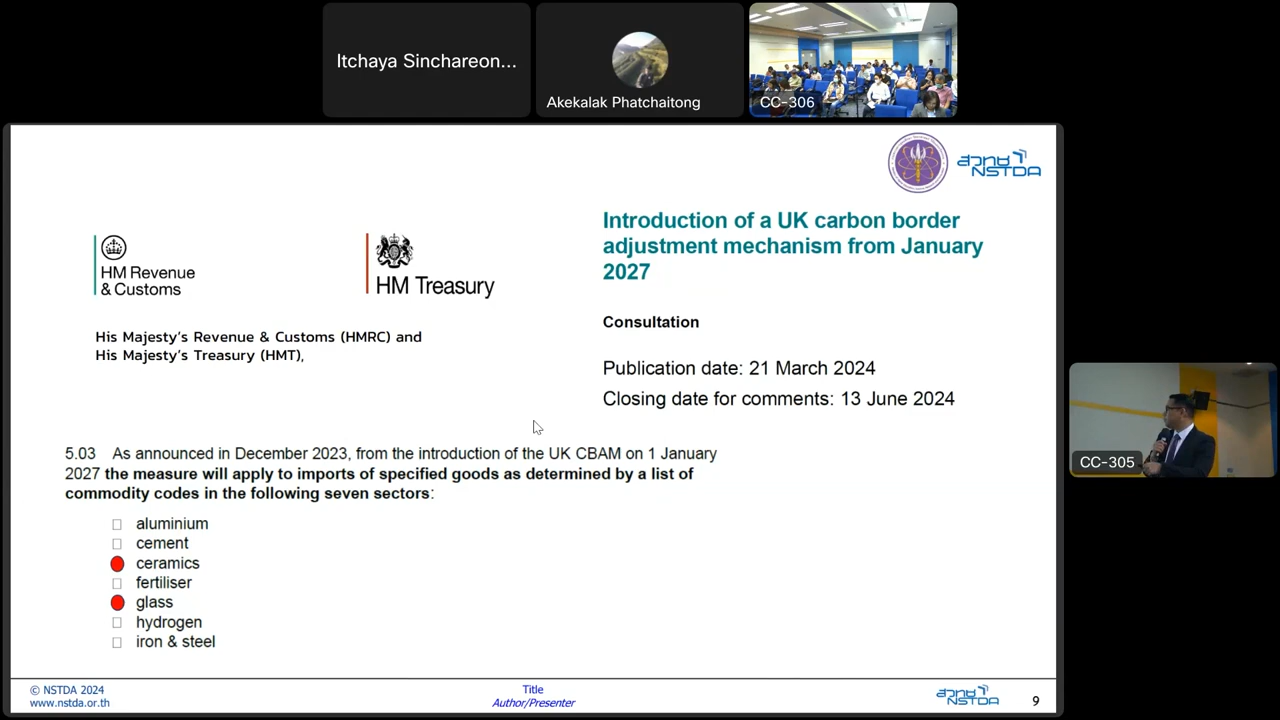 Itchaya Sinchareon...
Akekalak Phatchaitong
CC-306
สวทช
NSTDA
Introduction of a UK carbon border
adjustment mechanism from January
2027
HM Revenue
& Customs
HM Treasury
His Majesty's Revenue & Customs (HMRC) and
His Majesty's Treasury (HMT),
Consultation
Publication date: 21 March 2024
Closing date for comments: 13 June 2024
5.03 As announced in December 2023, from the introduction of the UK CBAM on 1 January
2027 the measure will apply to imports of specified goods as determined by a list of
commodity codes in the following seven sectors:
aluminium
cement
ceramics
fertiliser
glass
hydrogen
iron & steel
CC-305
© NSTDA 2024
www.nstda.or.th
Title
Author/Presenter
สวทช
NSTDA
9